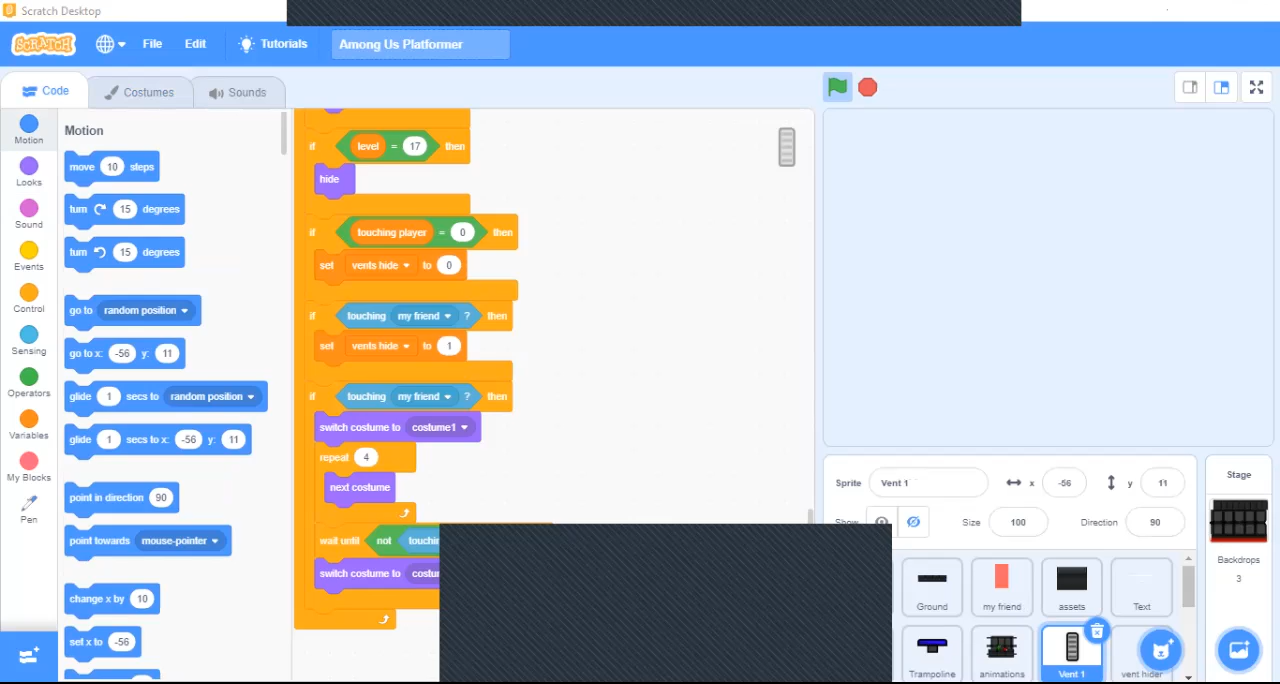 Scratch Desktop
SCRATCH File Edit Tutorials Among Us Platformer
Code Costumes Sounds
Motion
Looks
Sound
Events
Control
Sensing
Operators
Variables
My Blocks
Pen
Motion
move 10 steps
turn 15 degrees
turn 15 degrees
go to random position
go to x: -56 y: 11
glide 1 secs to random position
glide 1 secs to x: -56 y: 11
point in direction 90
point towards mouse-pointer
change x by 10
set x to -56
if level = 17 then
hide
if touching player = 0 then
set vents hide to 0
if touching my friend ? then
set vents hide to 1
if touching my friend ? then
switch costume to costume1
repeat 4
next costume
wait until not
switch costume to
Sprite Vent 1 x -56 y 11
Show Size 100 Direction 90
Ground my friend assets Text
Trampoline animations Vent 1 vent hider
Stage
Backdrops
3